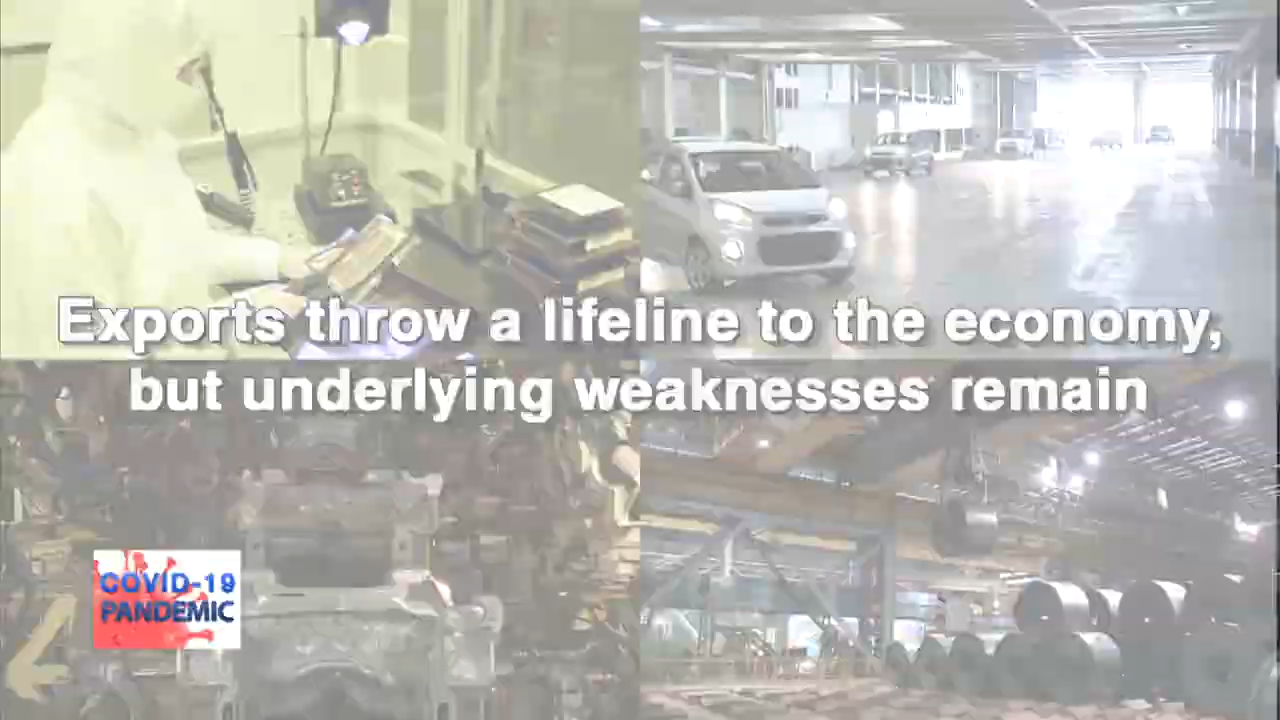 Exports throw a lifeline to the economy,
but underlying weaknesses remain
COVID-19
PANDEMIC